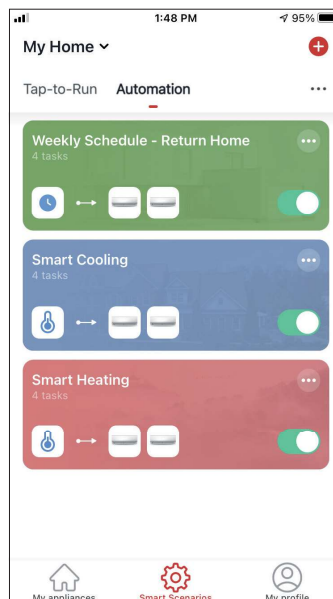 1:48 PM
95%
My Home
Tap-to-Run Automation
Weekly Schedule - Return Home
4 tasks
Smart Cooling
4 tasks
Smart Heating
4 tasks
My appliances Smart Scenarios My profile